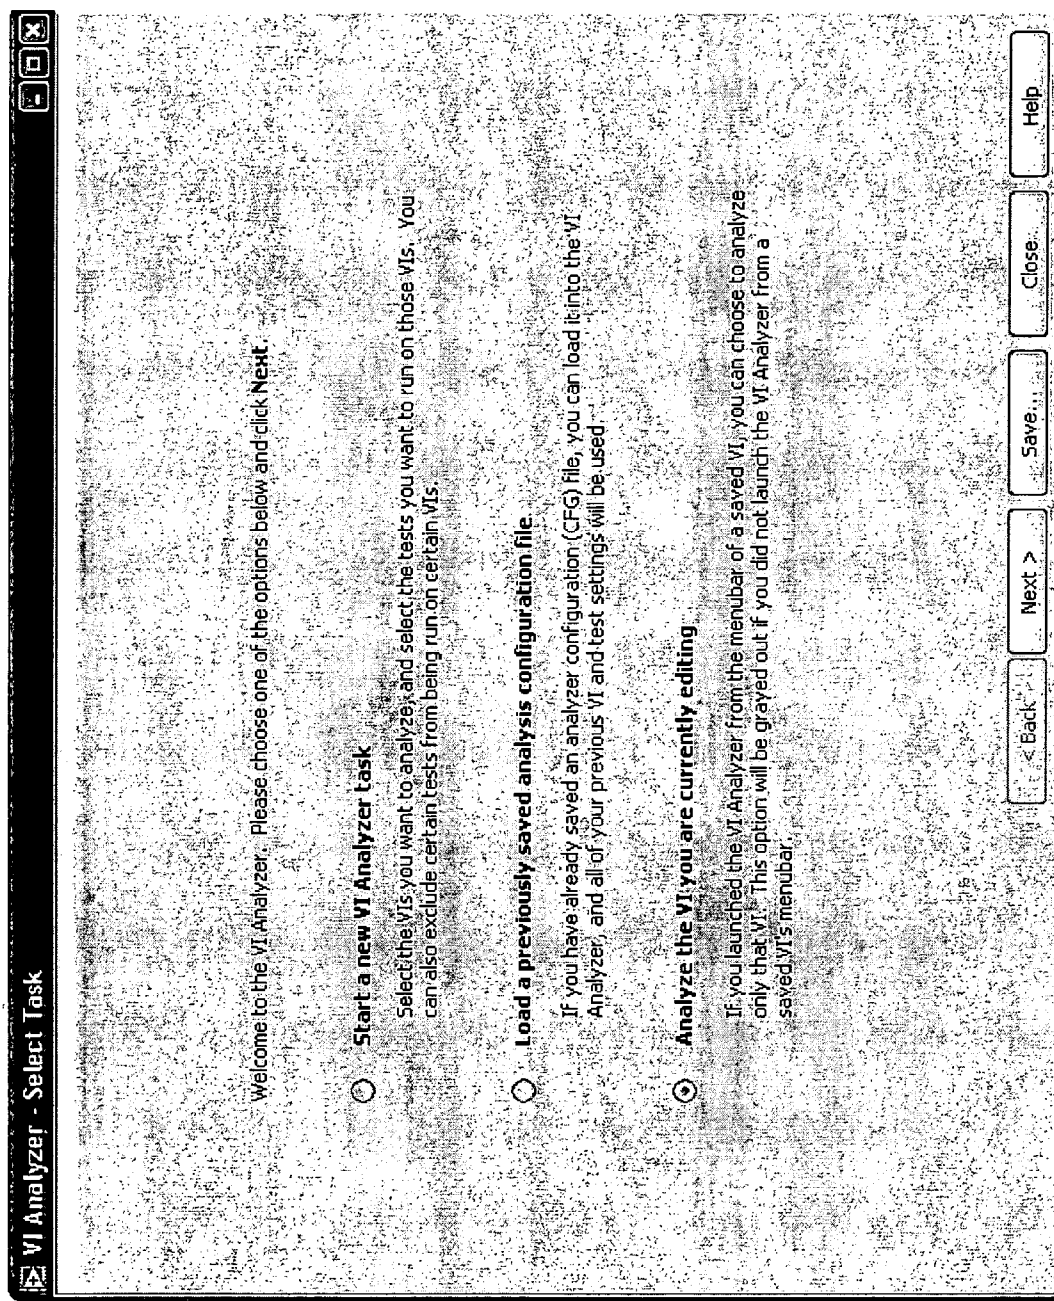 VI Analyzer - Select Task
Welcome to the VI Analyzer. Please choose one of the options below and click Next.
Start a new VI Analyzer task
Select the VIs you want to analyze, and select the tests you want to run on those VIs. You
can also exclude certain tests from being run on certain VIs.
Load a previously saved analysis configuration file
If you have already saved an analyzer configuration (CFG) file, you can load it into the VI
Analyzer, and all of your previous VI and test settings will be used.
Analyze the VI you are currently editing
If you launched the VI Analyzer from the menubar of a saved VI, you can choose to analyze
only that VI. This option will be grayed out if you did not launch the VI Analyzer from a
saved VI's menubar.
< Back
Next >
Save...
Close
Help